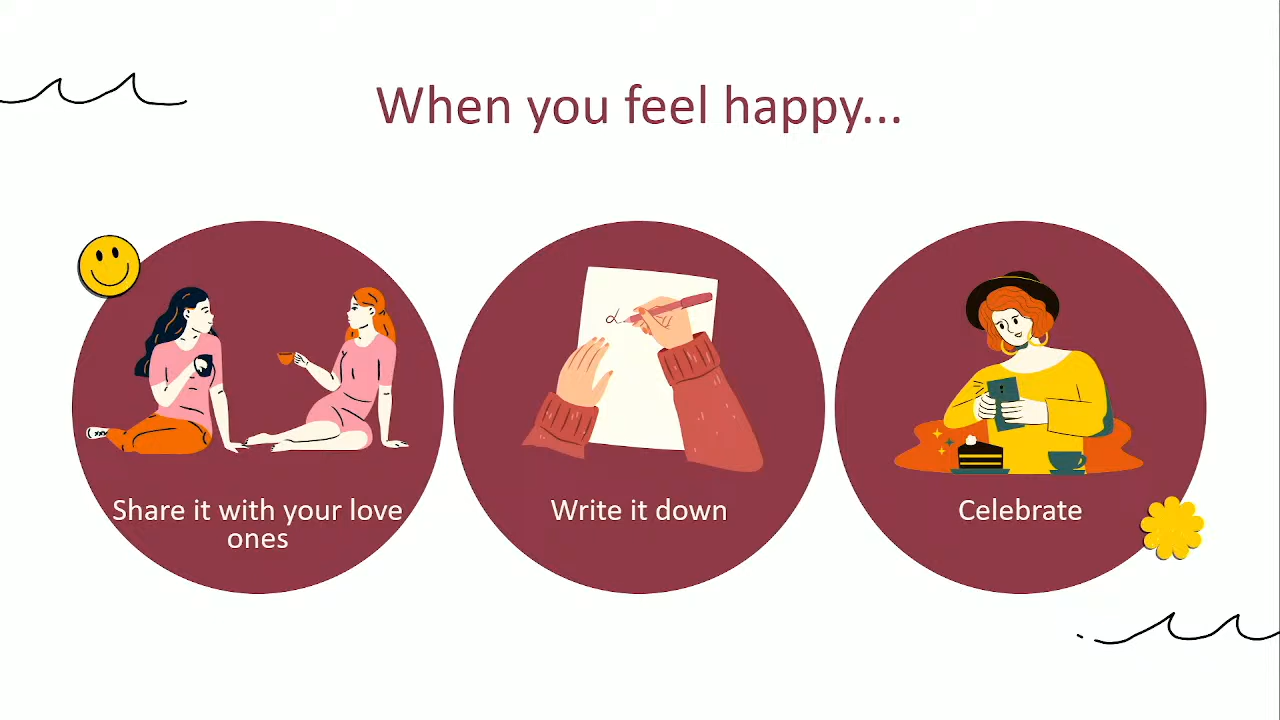 When you feel happy...
Share it with your love
ones
Write it down
Celebrate